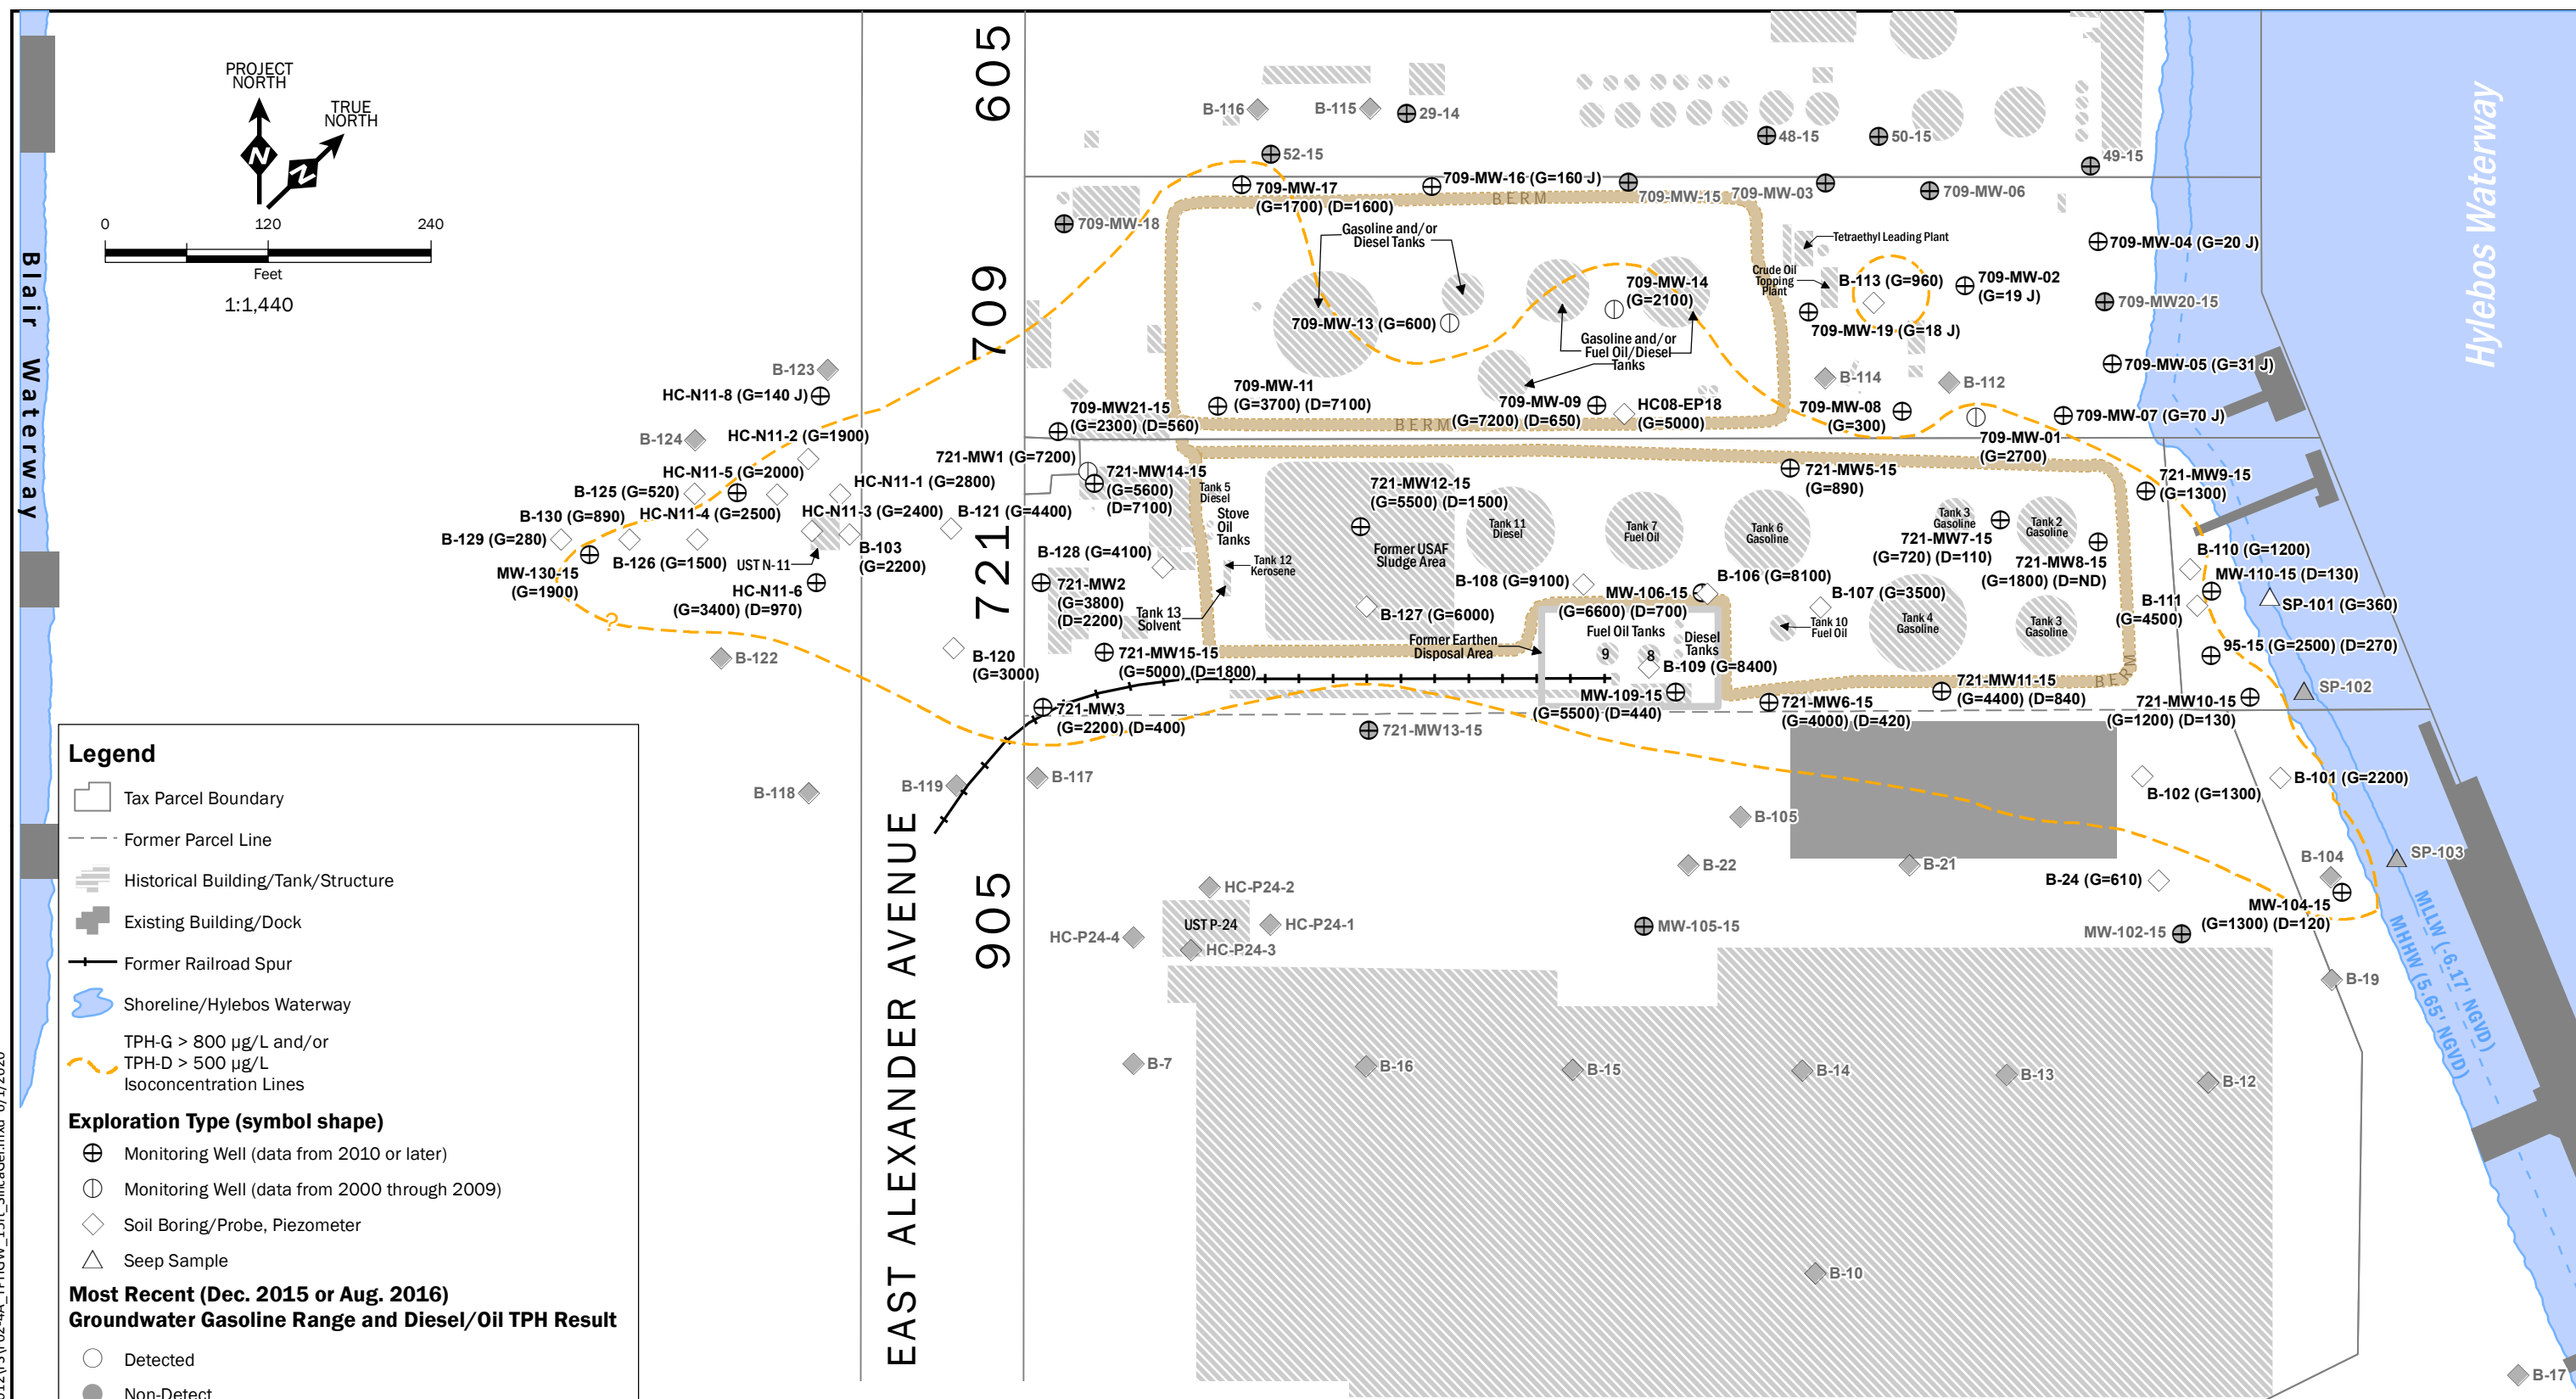 PROJECT
NORTH
TRUE
NORTH
N
N
0
120
240
Feet
1:1,440
Blair Waterway
Hylebos Waterway
605
709
721
905
EAST ALEXANDER AVENUE
B-116
B-115
29-14
52-15
48-15
50-15
49-15
709-MW-17
(G=1700) (D=1600)
709-MW-16 (G=160 J)
BERM
709-MW-15
709-MW-03
709-MW-06
709-MW-18
Gasoline and/or
Diesel Tanks
Tetraethyl Leading Plant
709-MW-04 (G=20 J)
Crude Oil
Topping
Plant
B-113 (G=960)
709-MW-02
(G=19 J)
709-MW-14
(G=2100)
709-MW20-15
709-MW-13 (G=600)
709-MW-19 (G=18 J)
Gasoline and/or
Fuel Oil/Diesel
Tanks
B-123
HC-N11-8 (G=140 J)
709-MW-05 (G=31 J)
B-114
B-112
709-MW-11
(G=3700) (D=7100)
709-MW-09
(G=7200) (D=650)
HC08-EP18
(G=5000)
709-MW-08
(G=300)
709-MW-07 (G=70 J)
709-MW21-15
(G=2300) (D=560)
BERM
709-MW-01
(G=2700)
B-124
HC-N11-2 (G=1900)
721-MW1 (G=7200)
HC-N11-5 (G=2000)
721-MW14-15
(G=5600)
(D=7100)
Tank 5
Diesel
Stove
Oil
Tanks
721-MW12-15
(G=5500) (D=1500)
721-MW5-15
(G=890)
721-MW9-15
(G=1300)
B-125 (G=520)
HC-N11-1 (G=2800)
HC-N11-4 (G=2500)
HC-N11-3 (G=2400)
B-121 (G=4400)
B-130 (G=890)
B-129 (G=280)
Tank 11
Diesel
Tank 7
Fuel Oil
Tank 6
Gasoline
Tank 3
Gasoline
Tank 2
Gasoline
721-MW7-15
(G=720) (D=110)
721-MW8-15
(G=1800) (D=ND)
Former USAF
Sludge Area
B-126 (G=1500)
UST N-11
B-103
(G=2200)
B-128 (G=4100)
Tank 12
Kerosene
B-110 (G=1200)
MW-130-15
(G=1900)
HC-N11-6
(G=3400) (D=970)
721-MW2
(G=3800)
(D=2200)
B-108 (G=9100)
B-106 (G=8100)
MW-110-15 (D=130)
MW-106-15
(G=6600) (D=700)
B-107 (G=3500)
B-127 (G=6000)
Tank 13
Solvent
B-111
(G=4500)
SP-101 (G=360)
?
Fuel Oil Tanks
Diesel
Tanks
Tank 10
Fuel Oil
Tank 4
Gasoline
Tank 3
Gasoline
Former Earthen
Disposal Area
9
8
95-15 (G=2500) (D=270)
B-122
B-120
(G=3000)
721-MW15-15
(G=5000) (D=1800)
B-109 (G=8400)
BERM
SP-102
MW-109-15
(G=5500) (D=440)
721-MW11-15
(G=4400) (D=840)
721-MW10-15
(G=1200) (D=130)
721-MW3
(G=2200) (D=400)
721-MW6-15
(G=4000) (D=420)
721-MW13-15
B-117
B-118
B-119
B-101 (G=2200)
B-102 (G=1300)
B-105
B-22
B-21
B-24 (G=610)
B-104
SP-103
HC-P24-2
UST P-24
HC-P24-1
HC-P24-4
HC-P24-3
MW-105-15
MW-104-15
(G=1300) (D=120)
MW-102-15
MLLW (-6.17' NGVD)
MHHW (5.65' NGVD)
B-19
B-7
B-16
B-15
B-14
B-13
B-12
B-10
B-17
Legend
Tax Parcel Boundary
Former Parcel Line
Historical Building/Tank/Structure
Existing Building/Dock
Former Railroad Spur
Shoreline/Hylebos Waterway
TPH-G > 800 µg/L and/or
TPH-D > 500 µg/L
Isoconcentration Lines
Exploration Type (symbol shape)
Monitoring Well (data from 2010 or later)
Monitoring Well (data from 2000 through 2009)
Soil Boring/Probe, Piezometer
Seep Sample
Most Recent (Dec. 2015 or Aug. 2016)
Groundwater Gasoline Range and Diesel/Oil TPH Result
Detected
Non-Detect